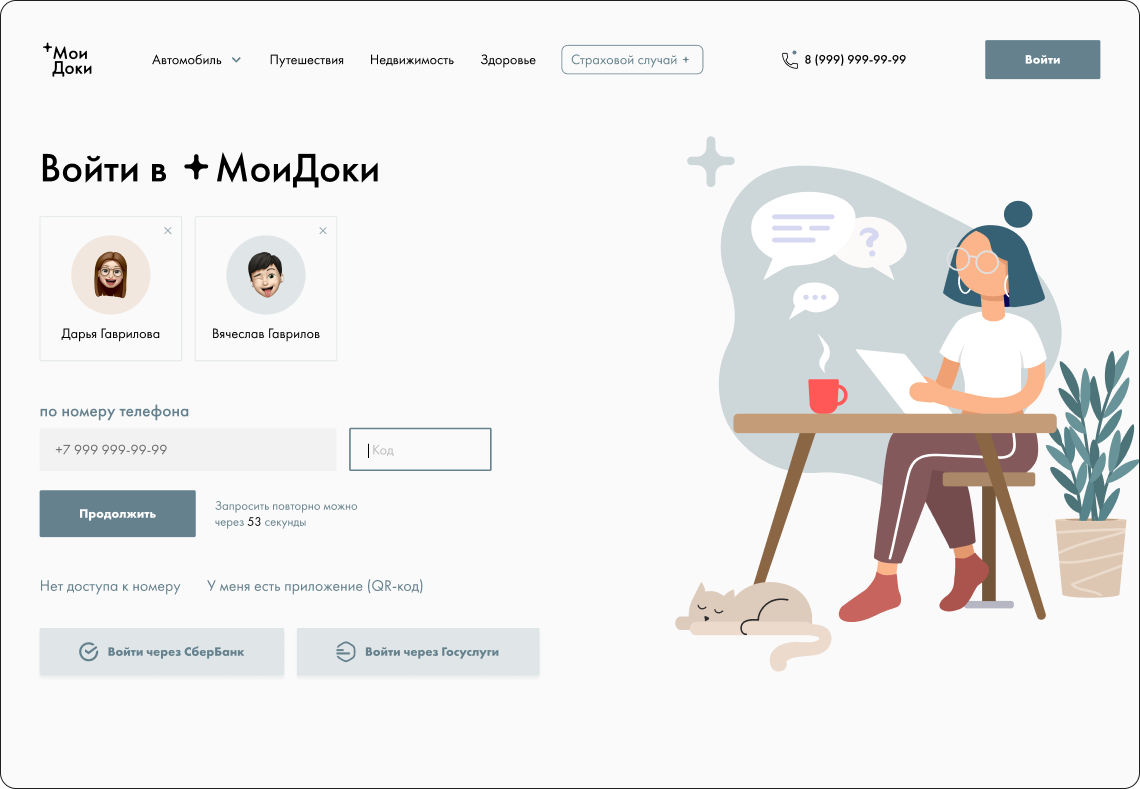 Мои
Доки
Автомобиль
Путешествия
Недвижимость
Здоровье
Страховой случай +
8 (999) 999-99-99
Войти
Войти в МоиДоки
Дарья Гаврилова
Вячеслав Гаврилов
по номеру телефона
+7 999 999-99-99
Код
Продолжить
Запросить повторно можно
через 53 секунды
Нет доступа к номеру
У меня есть приложение (QR-код)
Войти через СберБанк
Войти через Госуслуги
?